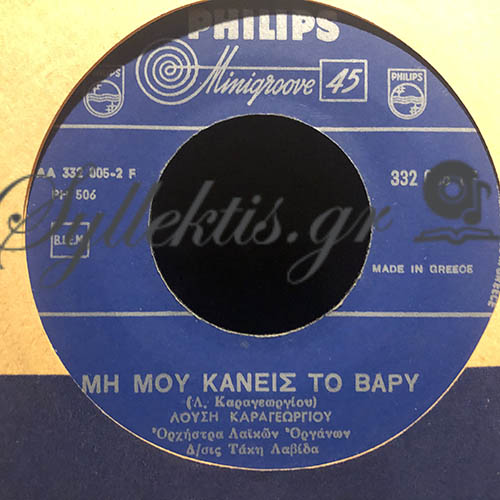 PHILIPS
Minigroove 45
PHILIPS
PHILIPS
AA 332 005-2 F
332
PH 506
B.I.E.M
Syllektis.gr
MADE IN GREECE
ΜΗ ΜΟΥ ΚΑΝΕΙΣ ΤΟ ΒΑΡΥ
(Λ. Καραγεωργίου)
ΛΟΥΣΗ ΚΑΡΑΓΕΩΡΓΙΟΥ
Ὀρχήστρα Λαϊκῶν Ὀργάνων
Δ/σις Τάκη Λαβίδα